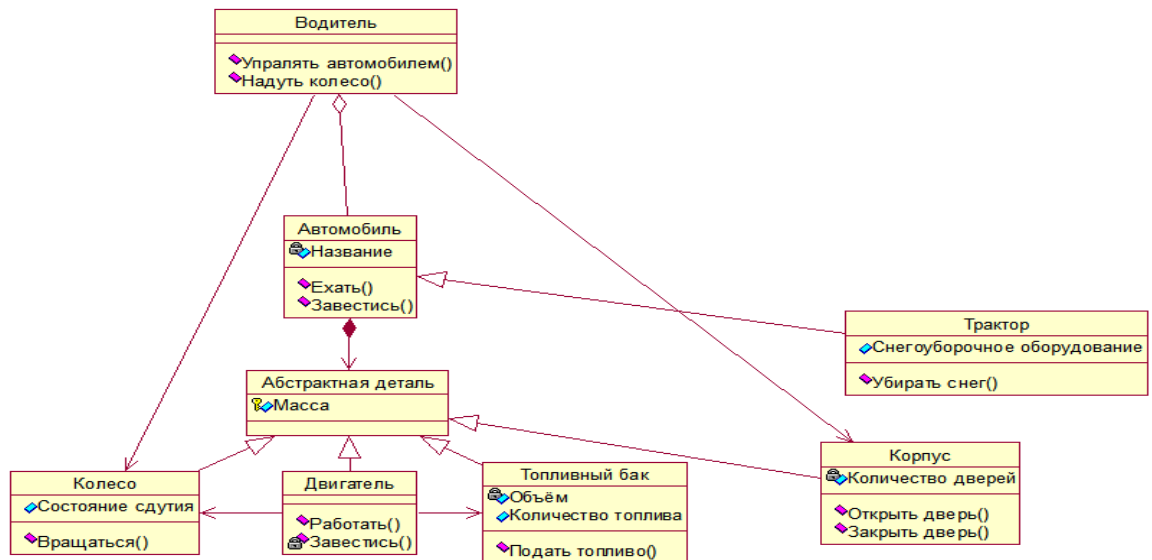 Водитель
Упралять автомобилем()
Надуть колесо()
Автомобиль
Название
Ехать()
Завестись()
Трактор
Снегоуборочное оборудование
Убирать снег()
Абстрактная деталь
Масса
Колесо
Состояние сдутия
Вращаться()
Двигатель
Работать()
Завестись()
Топливный бак
Объём
Количество топлива
Подать топливо()
Корпус
Количество дверей
Открыть дверь()
Закрыть дверь()